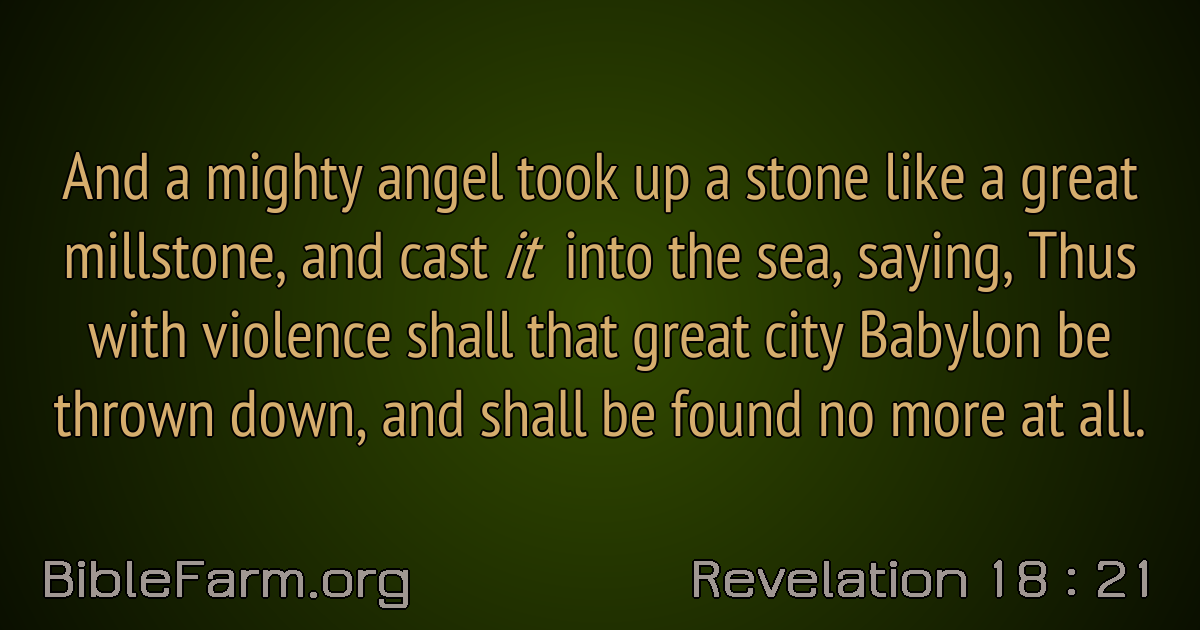 And a mighty angel took up a stone like a great
millstone, and cast it into the sea, saying, Thus
with violence shall that great city Babylon be
thrown down, and shall be found no more at all.
BibleFarm.org
Revelation 18 : 21